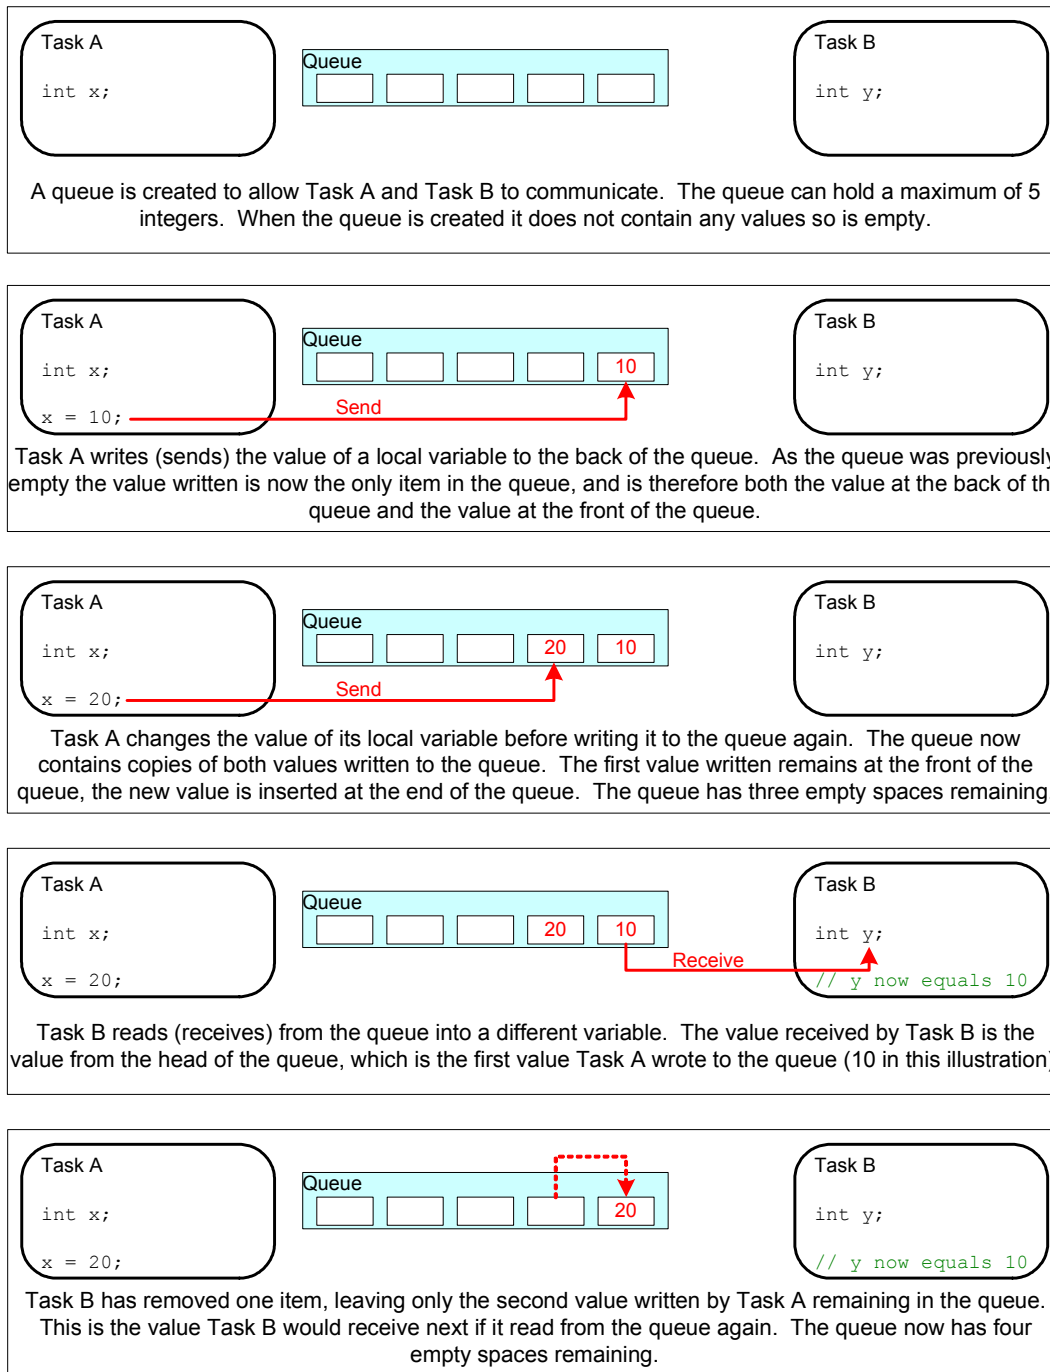 Task A
int x;
Queue
Task B
int y;
A queue is created to allow Task A and Task B to communicate.  The queue can hold a maximum of 5
integers.  When the queue is created it does not contain any values so is empty.
Task A
int x;
x = 10;
Queue
10
Send
Task B
int y;
Task A writes (sends) the value of a local variable to the back of the queue.  As the queue was previously
empty the value written is now the only item in the queue, and is therefore both the value at the back of th
queue and the value at the front of the queue.
Task A
int x;
x = 20;
Queue
20 10
Send
Task B
int y;
Task A changes the value of its local variable before writing it to the queue again.  The queue now
contains copies of both values written to the queue.  The first value written remains at the front of the
queue, the new value is inserted at the end of the queue.  The queue has three empty spaces remaining
Task A
int x;
x = 20;
Queue
20 10
Receive
Task B
int y;
// y now equals 10
Task B reads (receives) from the queue into a different variable.  The value received by Task B is the
value from the head of the queue, which is the first value Task A wrote to the queue (10 in this illustration)
Task A
int x;
x = 20;
Queue
20
Task B
int y;
// y now equals 10
Task B has removed one item, leaving only the second value written by Task A remaining in the queue.
This is the value Task B would receive next if it read from the queue again.  The queue now has four
empty spaces remaining.